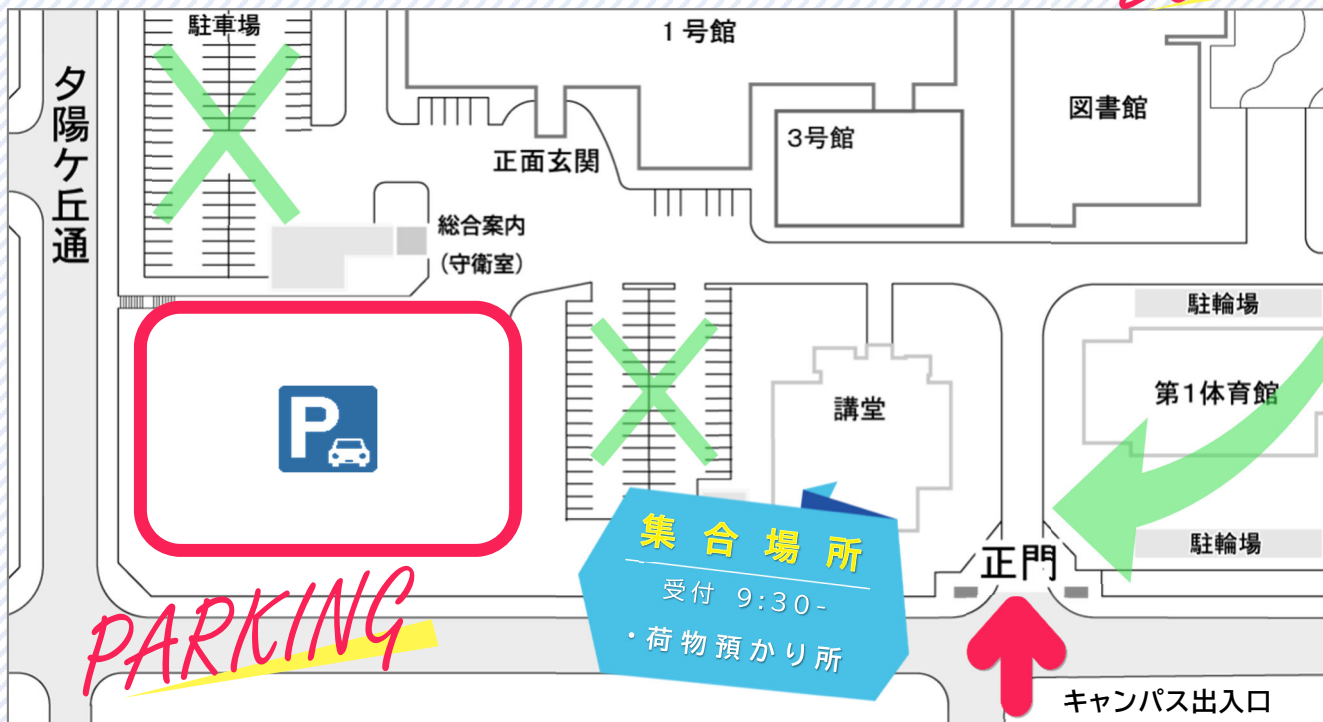 駐車場
1号館
夕陽ケ丘通
図書館
3号館
正面玄関
総合案内
(守衛室)
駐輪場
P
第1体育館
講堂
集合場所
受付 9:30-
・荷物預かり所
駐輪場
正門
PARKING
キャンパス出入口